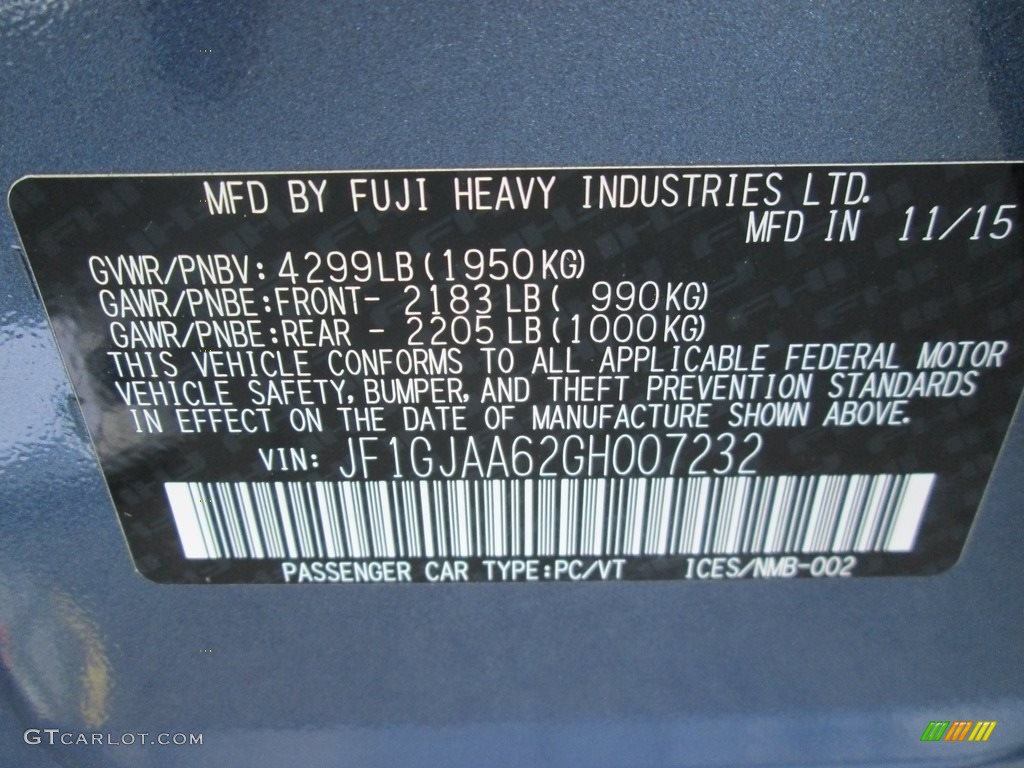 MFD BY FUJI HEAVY INDUSTRIES LTD.
MFD IN 11/15
GVWR/PNBV: 4299LB(1950KG)
GAWR/PNBE:FRONT- 2183LB( 990KG)
GAWR/PNBE:REAR - 2205LB(1000KG)
THIS VEHICLE CONFORMS TO ALL APPLICABLE FEDERAL MOTOR
VEHICLE SAFETY, BUMPER, AND THEFT PREVENTION STANDARDS
IN EFFECT ON THE DATE OF MANUFACTURE SHOWN ABOVE.
VIN: JF1GJAA62GH007232
PASSENGER CAR TYPE:PC/VT ICES/NMB-002
GTCARLOT.COM